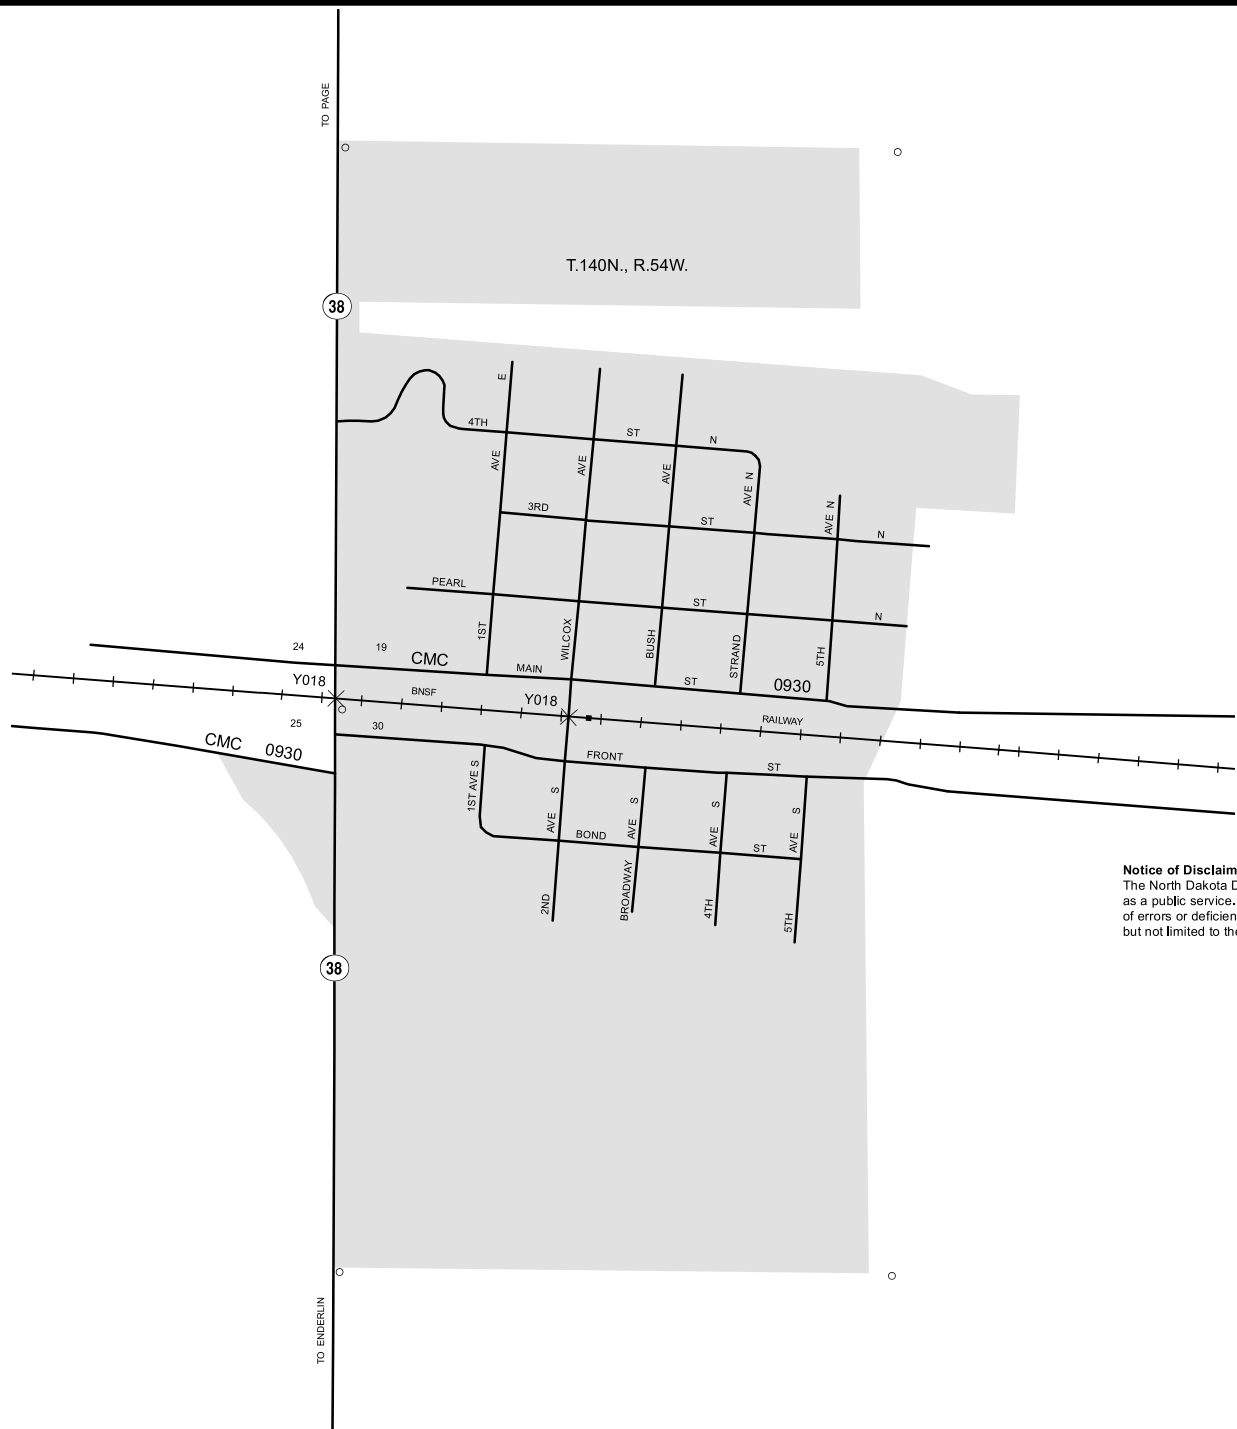 TO PAGE
T.140N., R.54W.
38
E
4TH ST N
AVE
AVE
AVE
AVE N
AVE N
3RD ST N
PEARL ST N
1ST
WILCOX
BUSH
STRAND
5TH
24
19
CMC
MAIN ST
0930
Y018
BNSF
Y018
RAILWAY
25
30
CMC 0930
FRONT ST
1ST AVE S
AVE S
AVE S
AVE S
AVE S
BOND ST
2ND
BROADWAY
4TH
5TH
Notice of Disclaim
The North Dakota D
as a public service.
of errors or deficien
but not limited to the
38
TO ENDERLIN